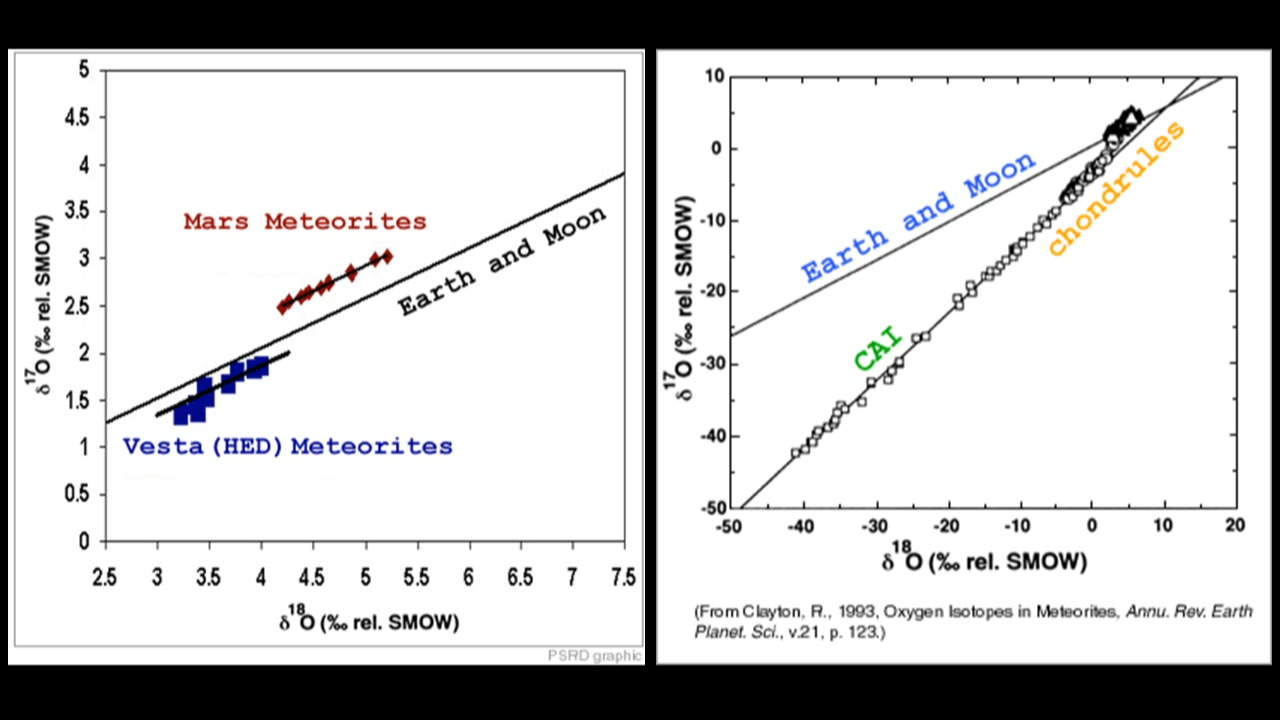 5
4.5
4
3.5
3
2.5
2
1.5
1
0.5
0
2.5 3 3.5 4 4.5 5 5.5 6 6.5 7 7.5
δ17O (‰ rel. SMOW)
δ18O (‰ rel. SMOW)
Mars Meteorites
Earth and Moon
Vesta (HED) Meteorites
PSRD graphic
10
0
-10
-20
-30
-40
-50
-50 -40 -30 -20 -10 0 10 20
δ17O (‰ rel. SMOW)
δ18O (‰ rel. SMOW)
Earth and Moon
chondrules
CAI
(From Clayton, R., 1993, Oxygen Isotopes in Meteorites, Annu. Rev. Earth
Planet. Sci., v.21, p. 123.)